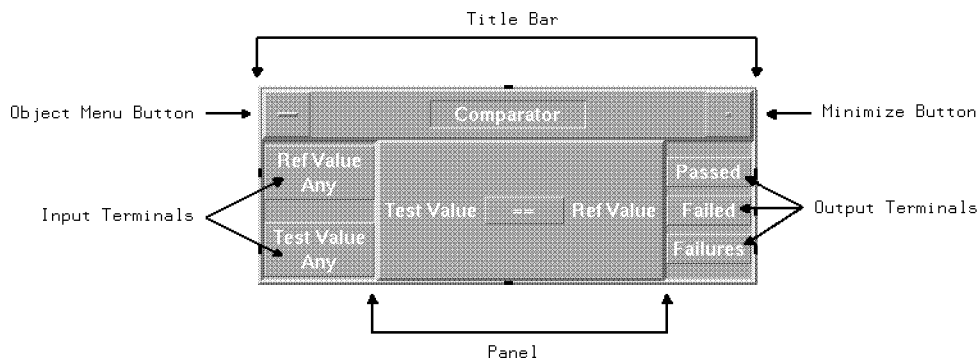 Title Bar
Object Menu Button
Comparator
Minimize Button
Ref Value
Any
Passed
Input Terminals
Test Value == Ref Value
Failed
Output Terminals
Test Value
Any
Failures
Panel